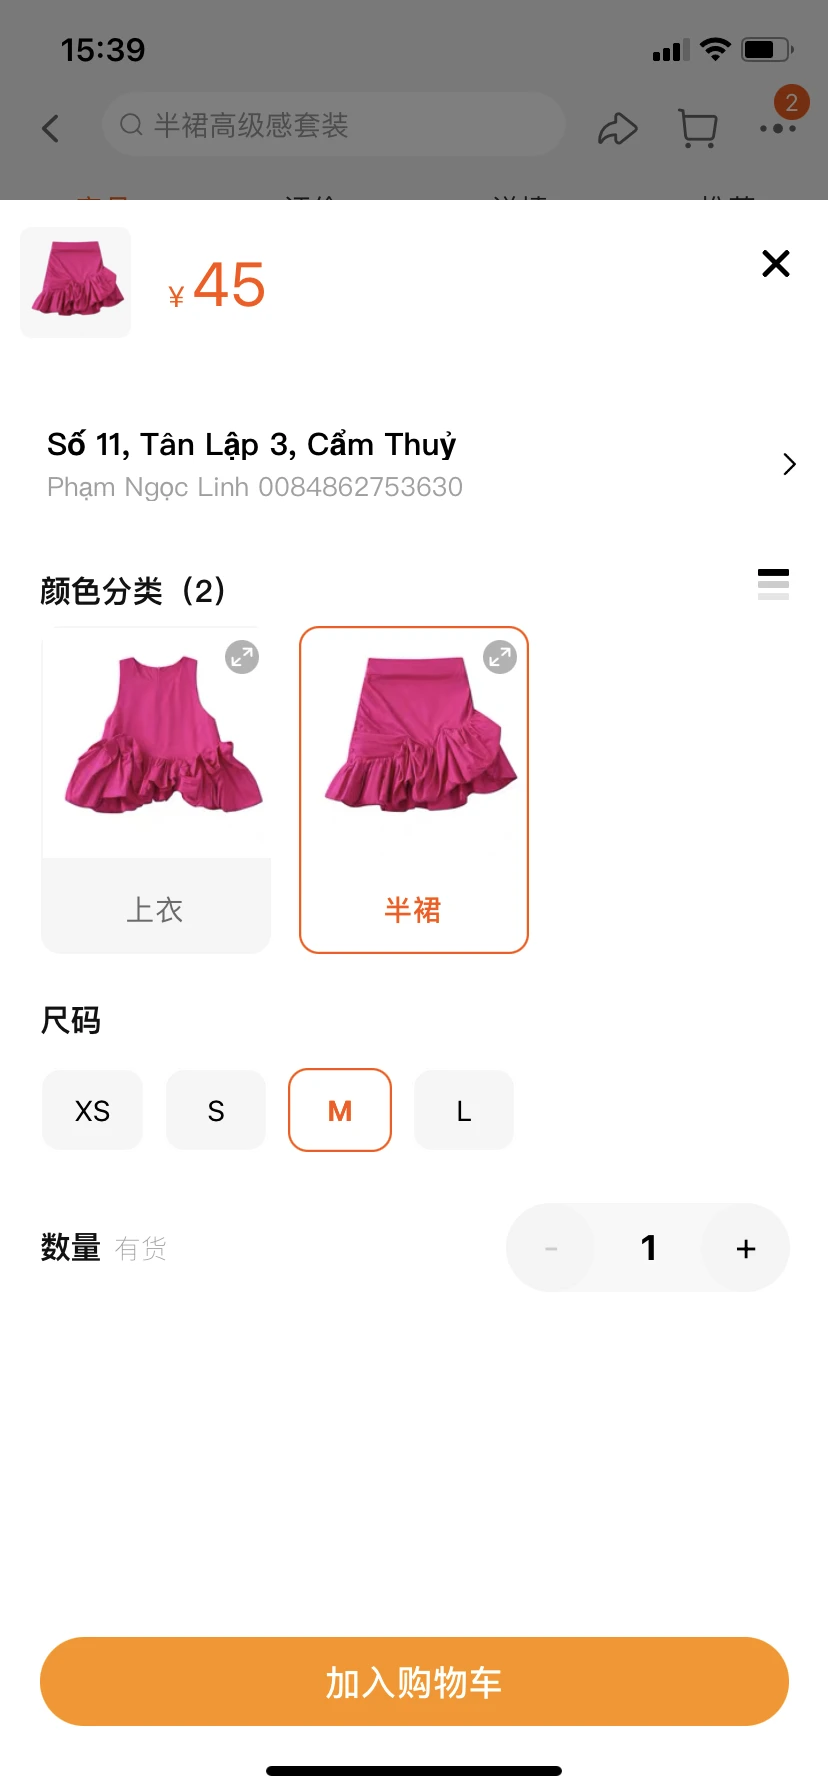 15:39
半裙高级感套装
2
¥45
Số 11, Tân Lập 3, Cẩm Thuỷ
Phạm Ngọc Linh 0084862753630
颜色分类（2）
上衣
半裙
尺码
XS
S
M
L
数量 有货
- 1 +
加入购物车